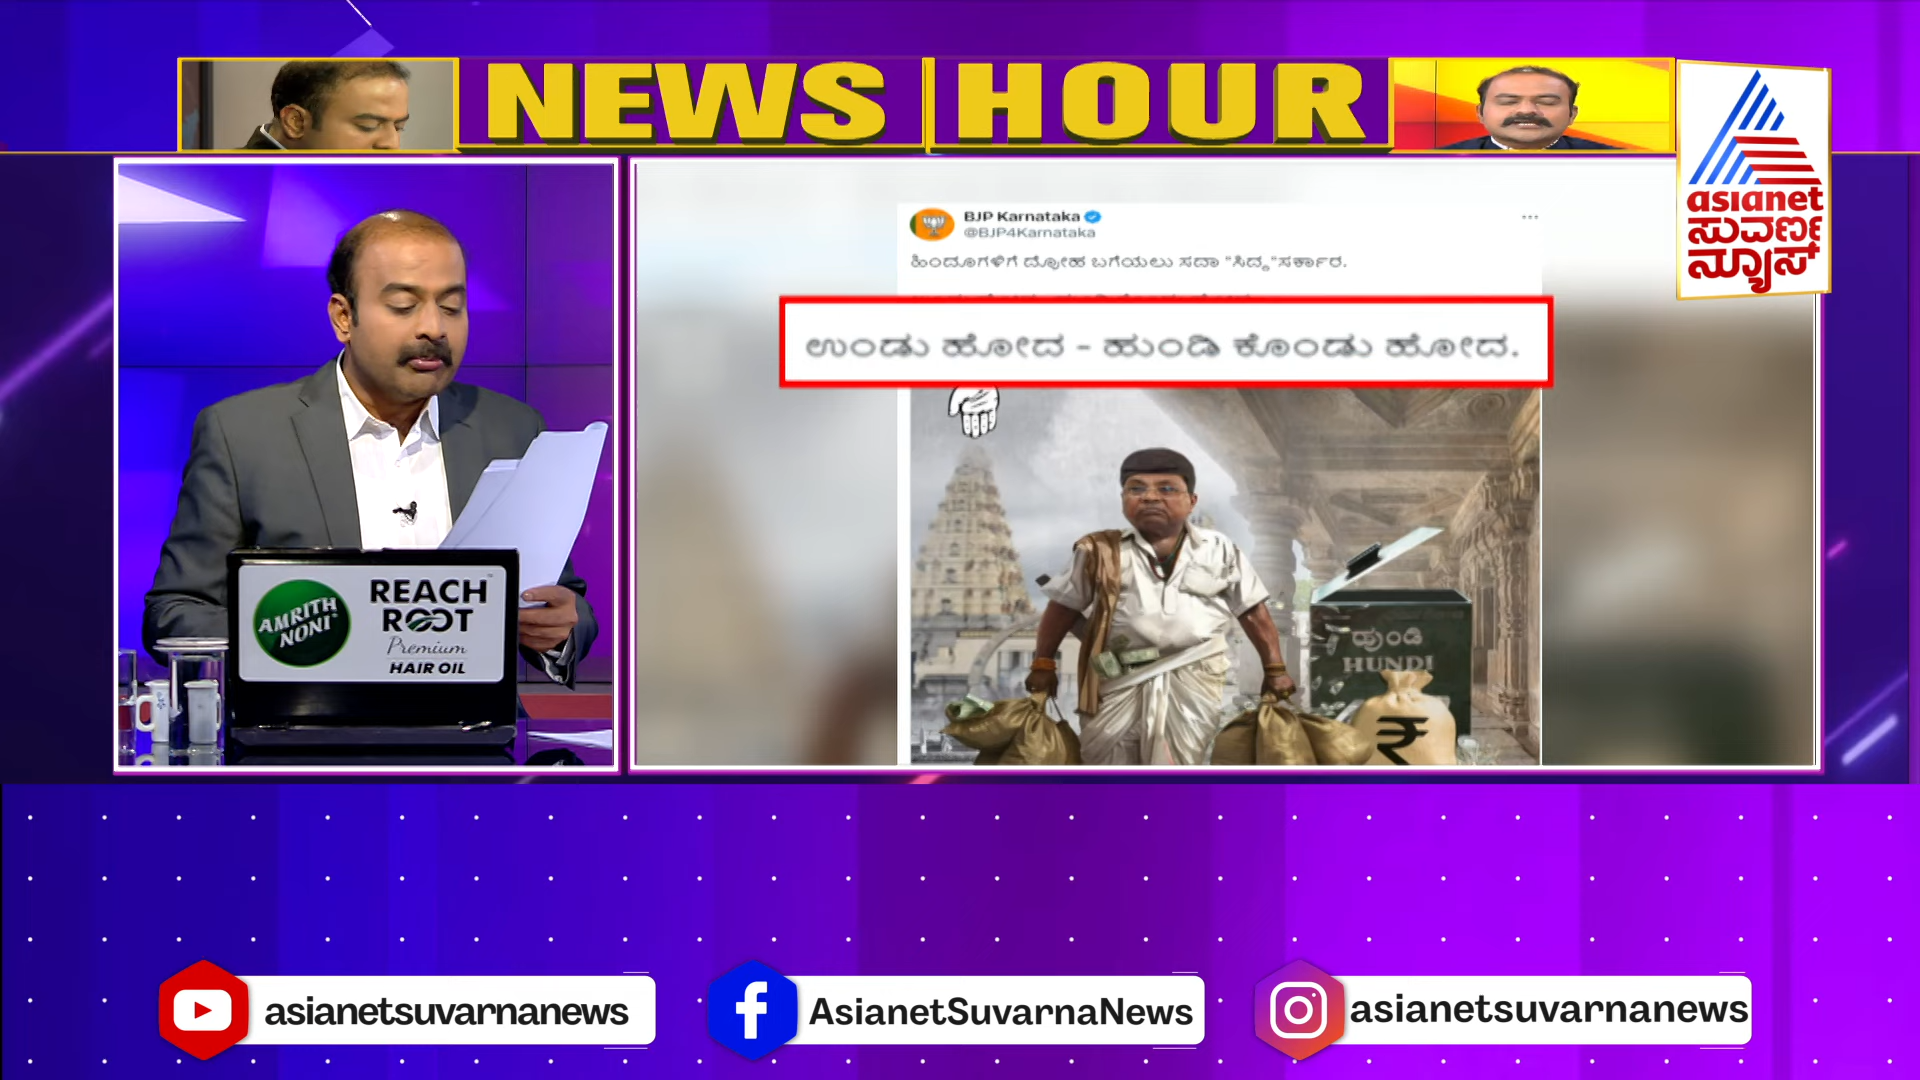 NEWS HOUR
asianet
ಸುವರ್ಣ
ನ್ಯೂಸ್
BJP Karnataka
@BJP4Karnataka
ಹಿಂದೂಗಳಿಗೆ ದ್ರೋಹ ಬಗೆಯಲು ಸದಾ "ಸಿದ್ಧ"ಸರ್ಕಾರ.
ಉಂಡು ಹೋದ - ಹುಂಡಿ ಕೊಂಡು ಹೋದ.
ಹುಂಡಿ
HUNDI
₹
AMRITH
NONI
REACH
ROOT
Premium
HAIR OIL
asianetsuvarnanews
AsianetSuvarnaNews
asianetsuvarnanews